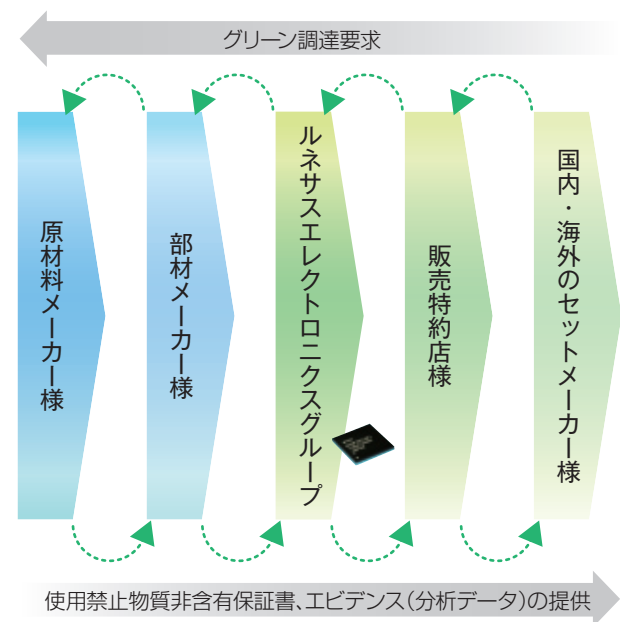 グリーン調達要求
原材料メーカー様
部材メーカー様
ルネサスエレクトロニクスグループ
販売特約店様
国内・海外のセットメーカー様
使用禁止物質非含有保証書、エビデンス(分析データ)の提供